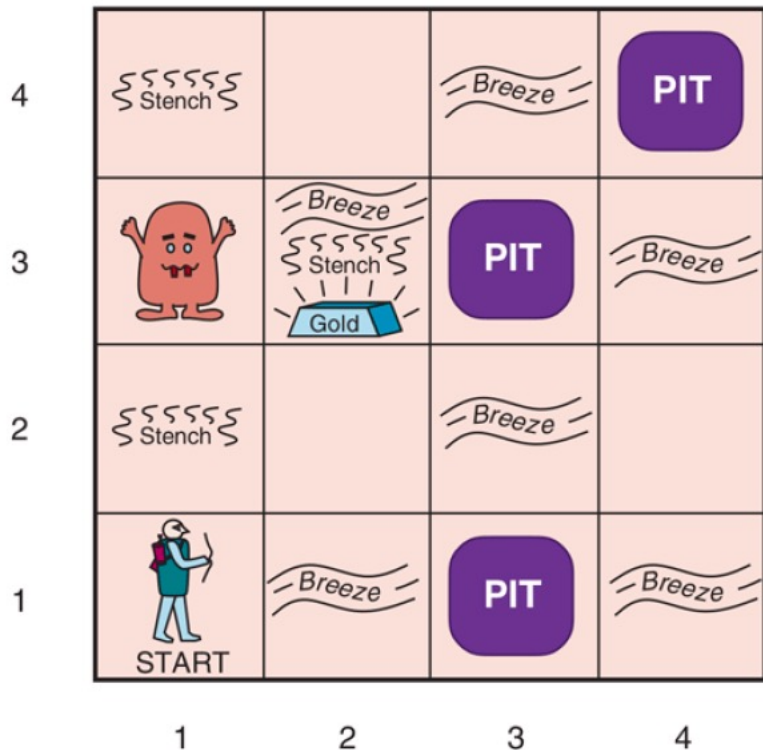 4
Stench
Breeze
PIT
3
Breeze
Stench
Gold
PIT
Breeze
2
Stench
Breeze
1
START
Breeze
PIT
Breeze
1 2 3 4